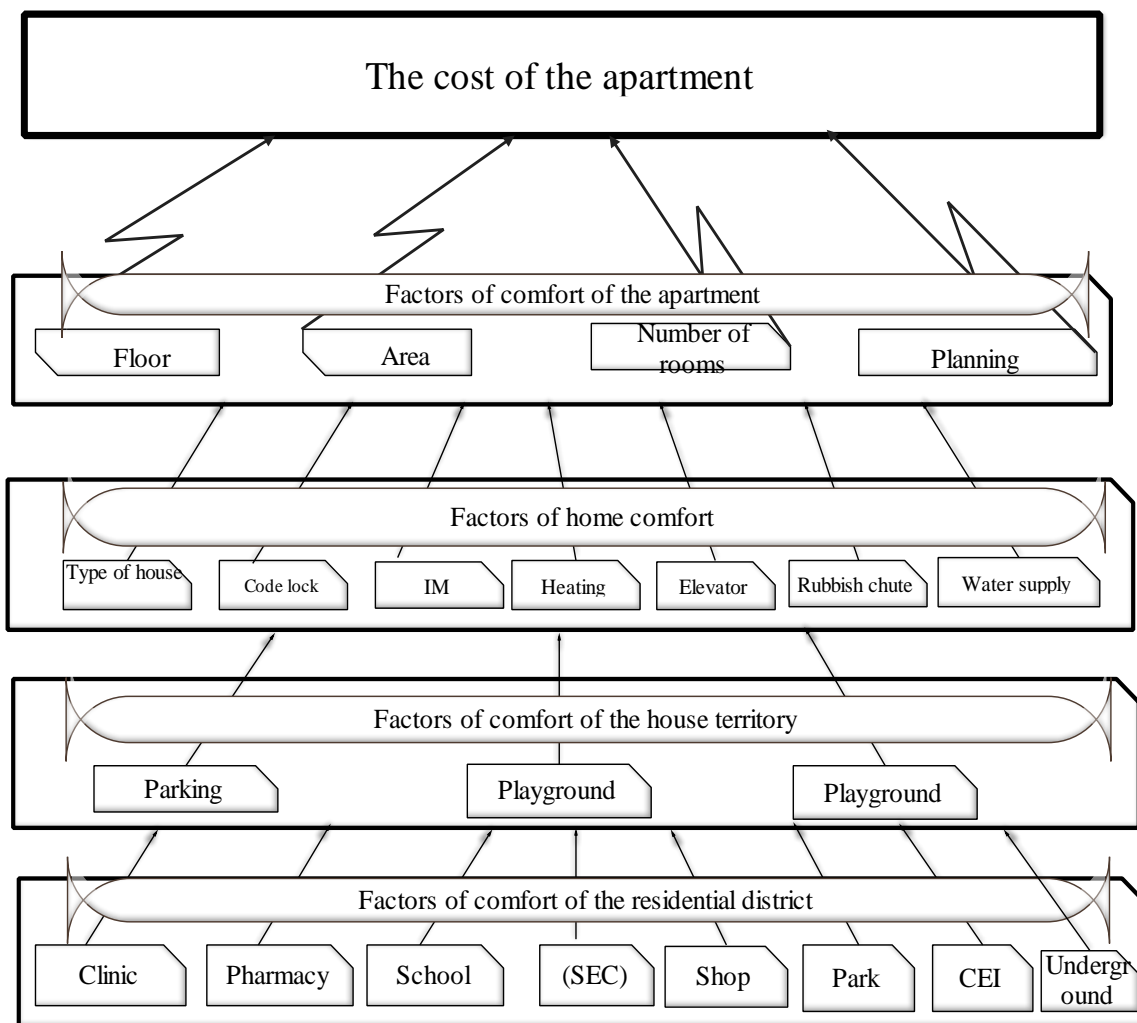 The cost of the apartment
Factors of comfort of the apartment
Floor
Area
Number of
rooms
Planning
Factors of home comfort
Type of house
Code lock
IM
Heating
Elevator
Rubbish chute
Water supply
Factors of comfort of the house territory
Parking
Playground
Playground
Factors of comfort of the residential district
Clinic
Pharmacy
School
(SEC)
Shop
Park
CEI
Undergr
ound